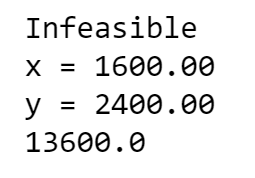 Infeasible
x = 1600.00
y = 2400.00
13600.0